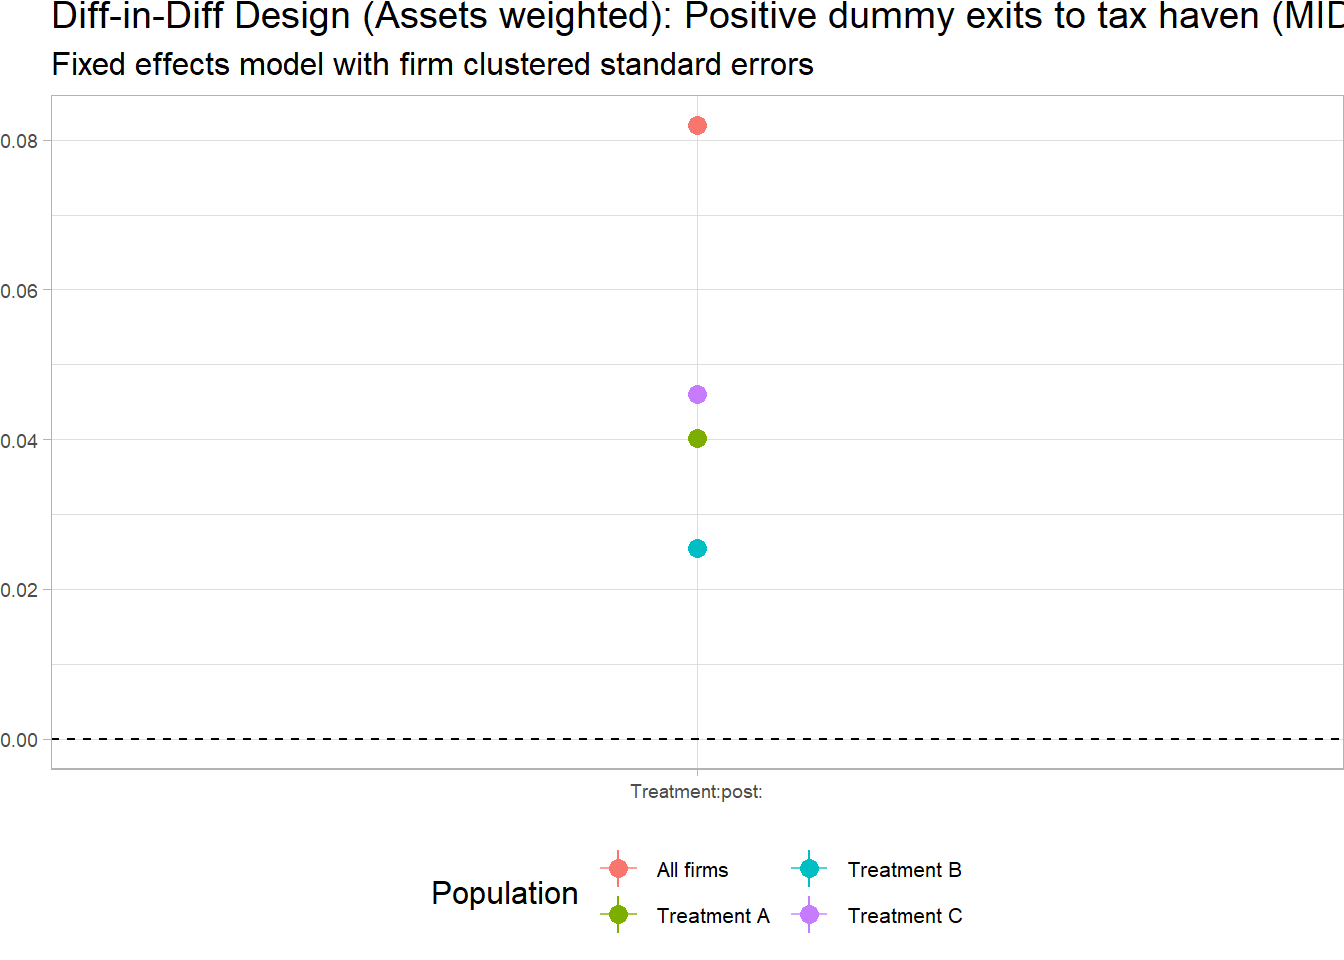 Diff-in-Diff Design (Assets weighted): Positive dummy exits to tax haven (MID
Fixed effects model with firm clustered standard errors
0.08
0.06
0.04
0.02
0.00
Treatment:post:
Population
All firms
Treatment B
Treatment A
Treatment C